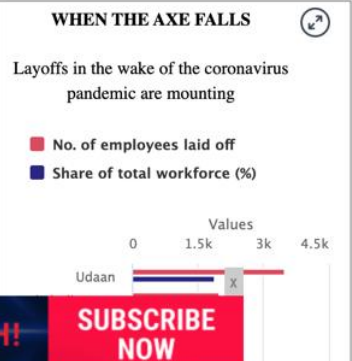 WHEN THE AXE FALLS
Layoffs in the wake of the coronavirus
pandemic are mounting
No. of employees laid off
Share of total workforce (%)
Values
0 1.5k 3k 4.5k
Udaan
X
H!
SUBSCRIBE
NOW